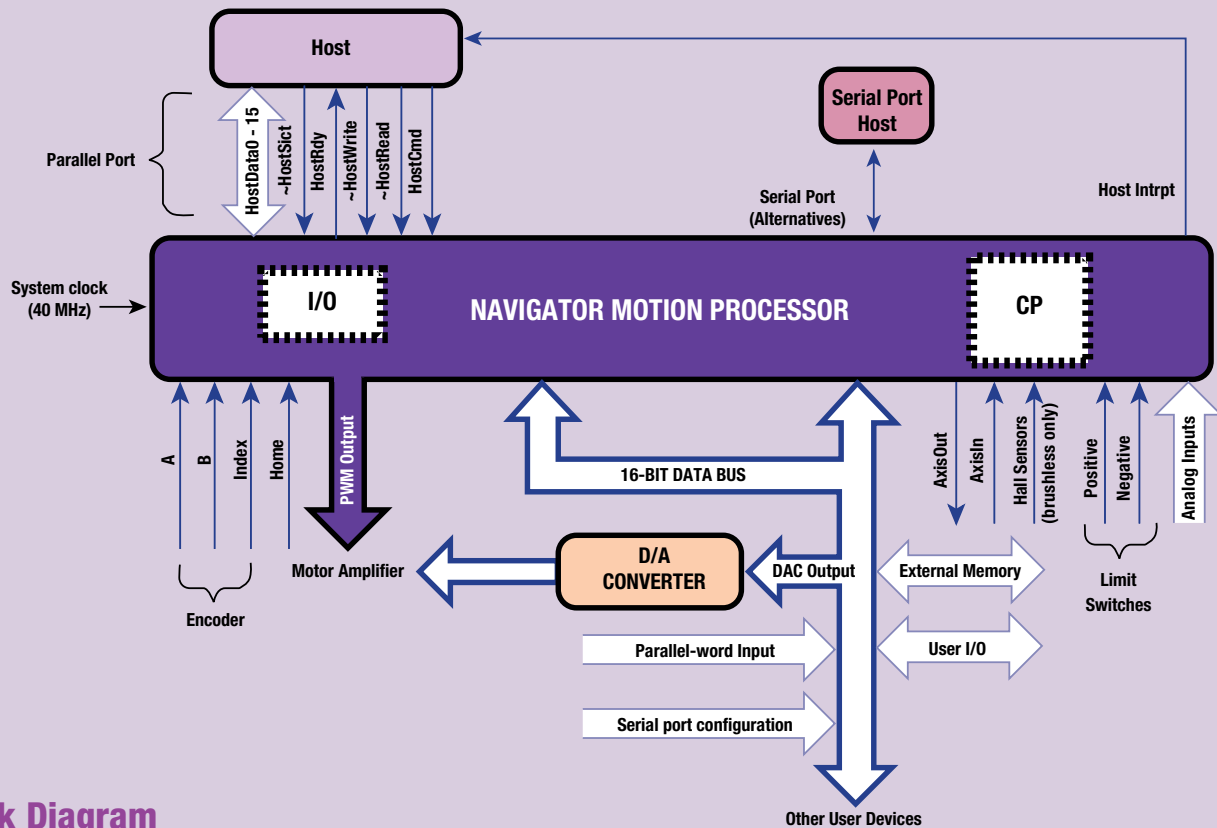 Host
Serial Port
Host
Parallel Port
HostData0 - 15
~HostSlct
HostRdy
~HostWrite
~HostRead
HostCmd
Serial Port
(Alternatives)
Host Intrpt
System clock
(40 MHz)
I/O
NAVIGATOR MOTION PROCESSOR
CP
A
B
Index
Home
PWM Output
16-BIT DATA BUS
AxisOut
AxisIn
Hall Sensors
(brushless only)
Positive
Negative
Analog Inputs
Motor Amplifier
D/A
CONVERTER
DAC Output
External Memory
Limit
Switches
Encoder
Parallel-word Input
User I/O
Serial port configuration
k Diagram
Other User Devices